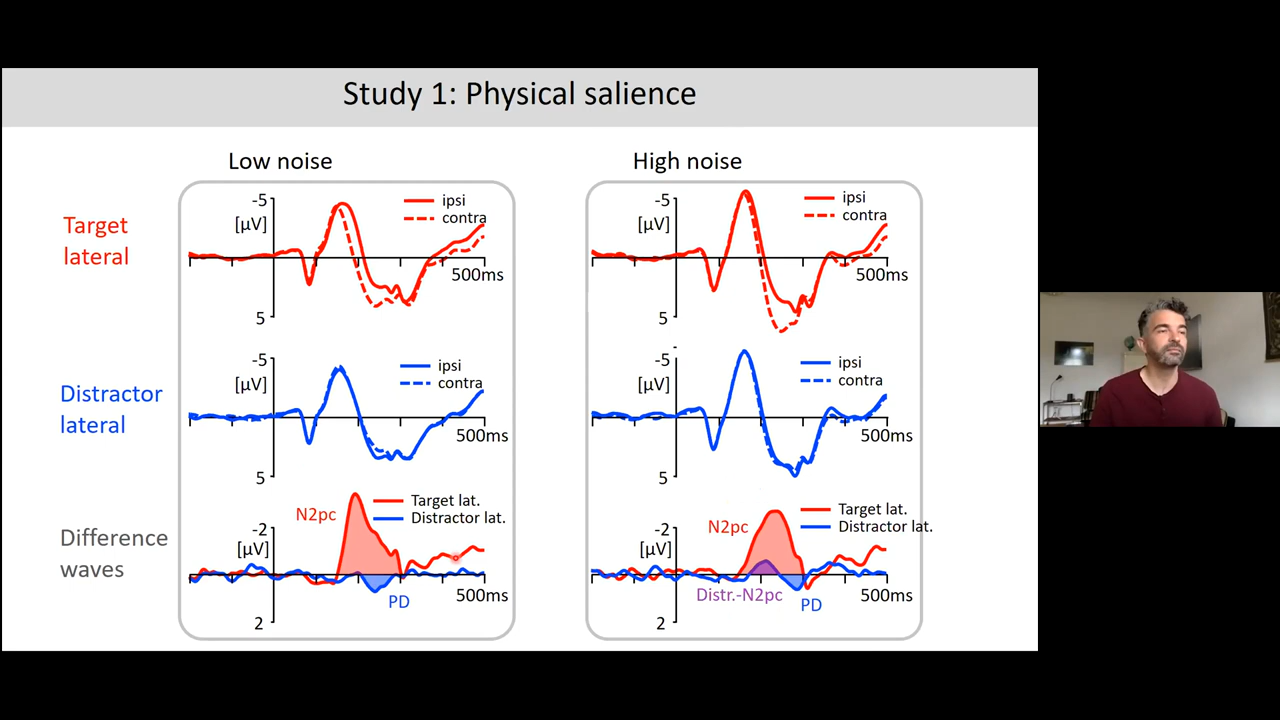 Study 1: Physical salience
Low noise
High noise
Target
lateral
-5
[µV]
5
ipsi
contra
500ms
-5
[µV]
5
ipsi
contra
500ms
Distractor
lateral
-5
[µV]
5
ipsi
contra
500ms
-5
[µV]
5
ipsi
contra
500ms
Difference
waves
N2pc
-2
[µV]
2
Target lat.
Distractor lat.
500ms
PD
N2pc
-2
[µV]
2
Target lat.
Distractor lat.
500ms
Distr.-N2pc
PD